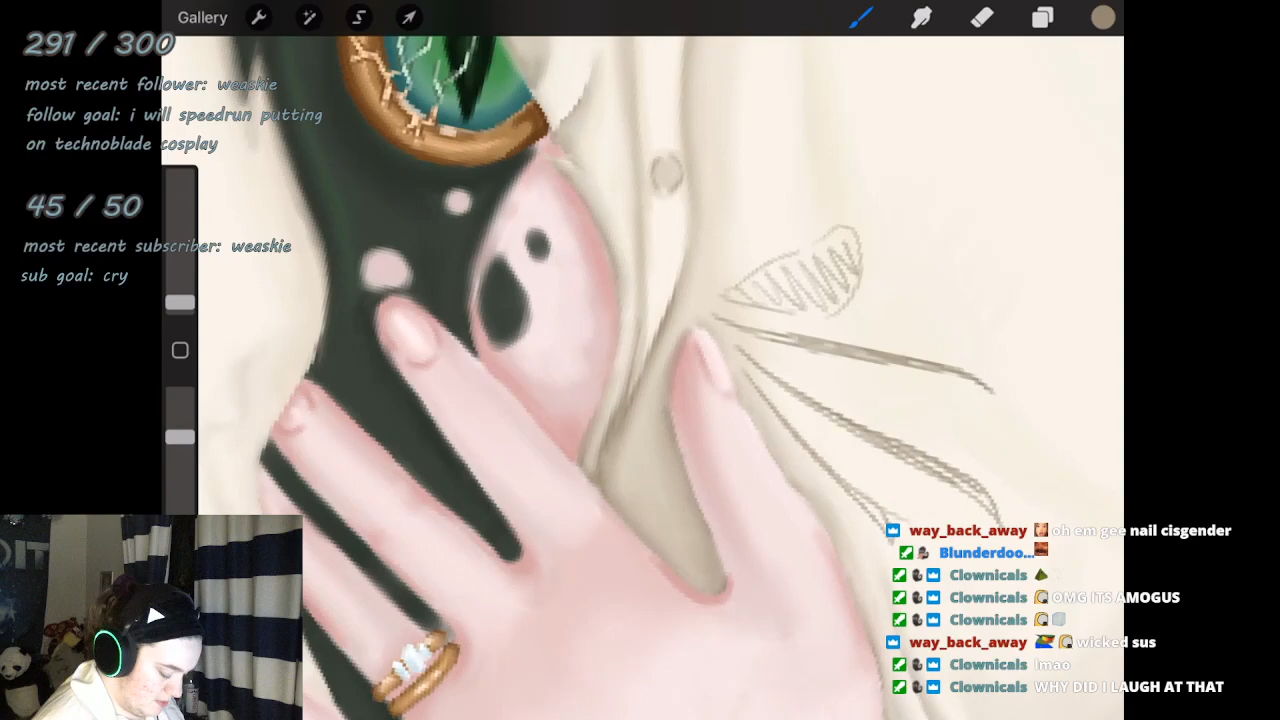 Gallery
291 / 300
most recent follower: weaskie
follow goal: i will speedrun putting
on technoblade cosplay
45 / 50
most recent subscriber: weaskie
sub goal: cry
way_back_away oh em gee nail cisgender
Blunderdoo...
Clownicals
Clownicals OMG ITS AMOGUS
Clownicals
way_back_away wicked sus
Clownicals lmao
Clownicals WHY DID I LAUGH AT THAT